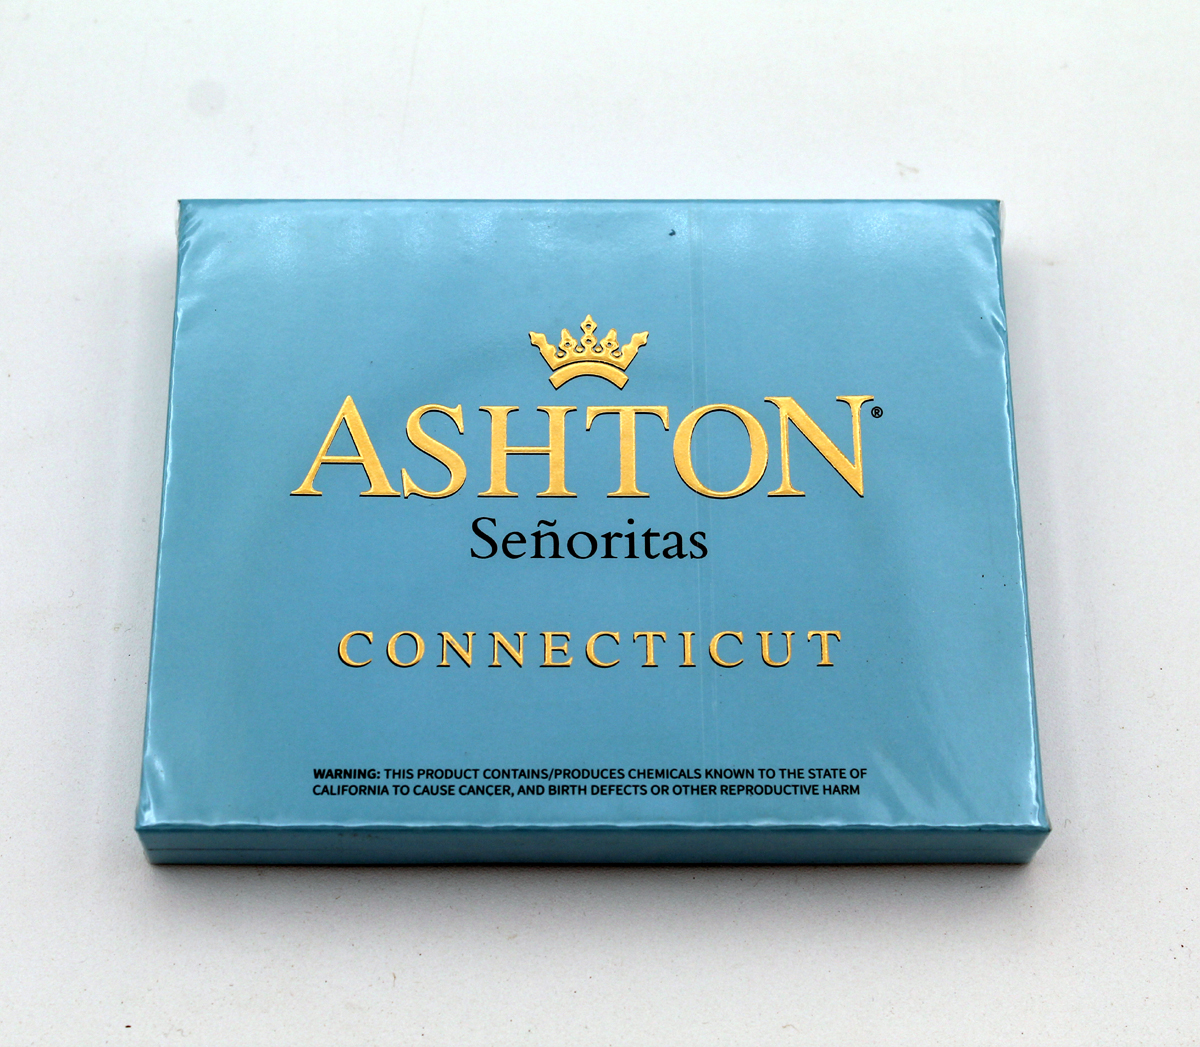 ASHTON®
Señoritas
CONNECTICUT
WARNING: THIS PRODUCT CONTAINS/PRODUCES CHEMICALS KNOWN TO THE STATE OF
CALIFORNIA TO CAUSE CANCER, AND BIRTH DEFECTS OR OTHER REPRODUCTIVE HARM